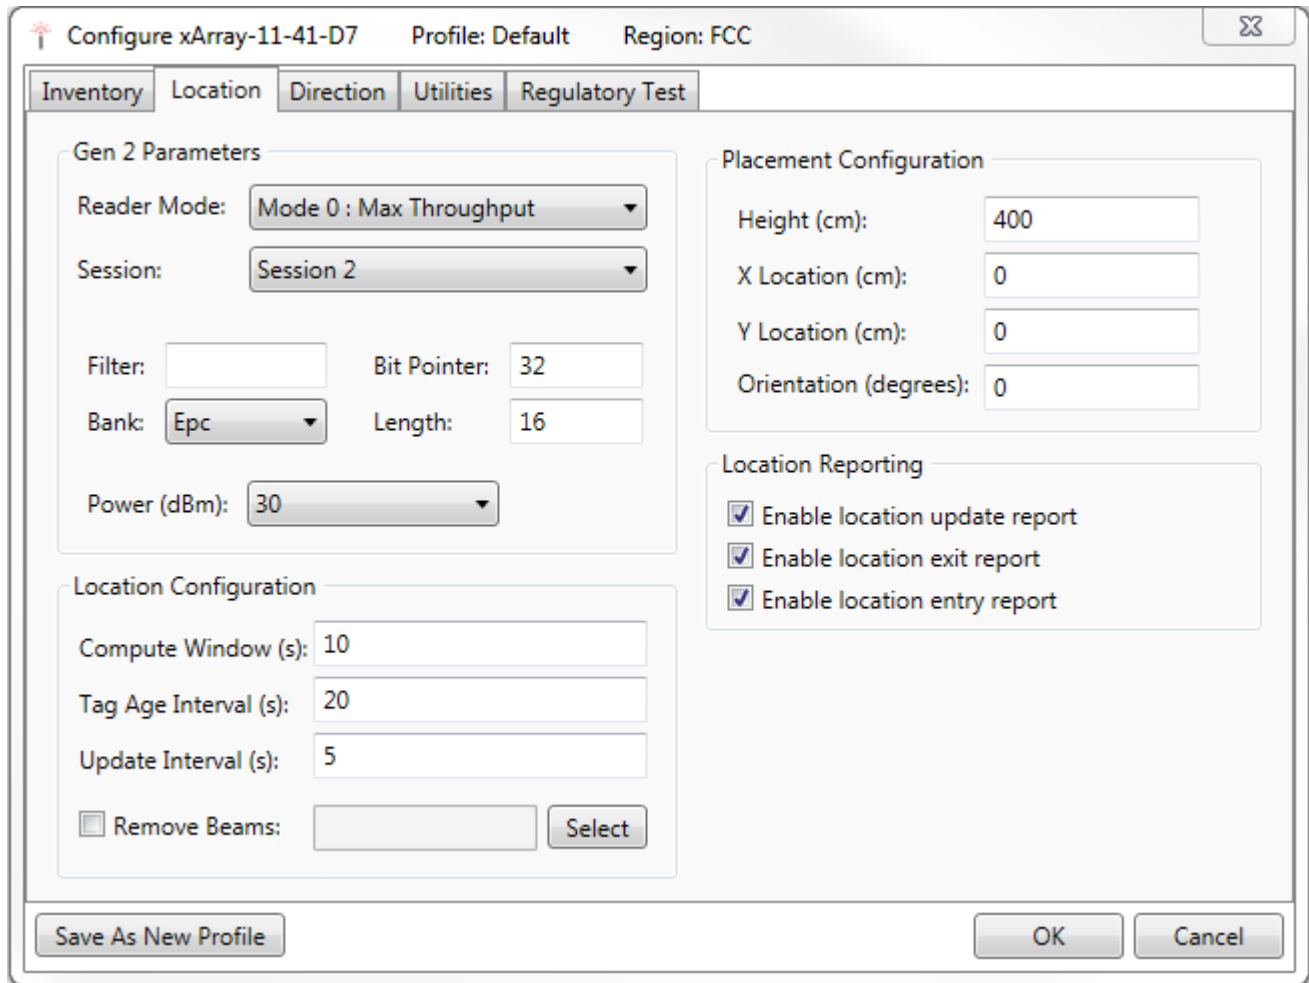 Configure xArray-11-41-D7 Profile: Default Region: FCC
Inventory Location Direction Utilities Regulatory Test
Gen 2 Parameters
Reader Mode: Mode 0 : Max Throughput
Session: Session 2
Filter: Bit Pointer: 32
Bank: Epc Length: 16
Power (dBm): 30
Location Configuration
Compute Window (s): 10
Tag Age Interval (s): 20
Update Interval (s): 5
Remove Beams: Select
Placement Configuration
Height (cm): 400
X Location (cm): 0
Y Location (cm): 0
Orientation (degrees): 0
Location Reporting
Enable location update report
Enable location exit report
Enable location entry report
Save As New Profile OK Cancel